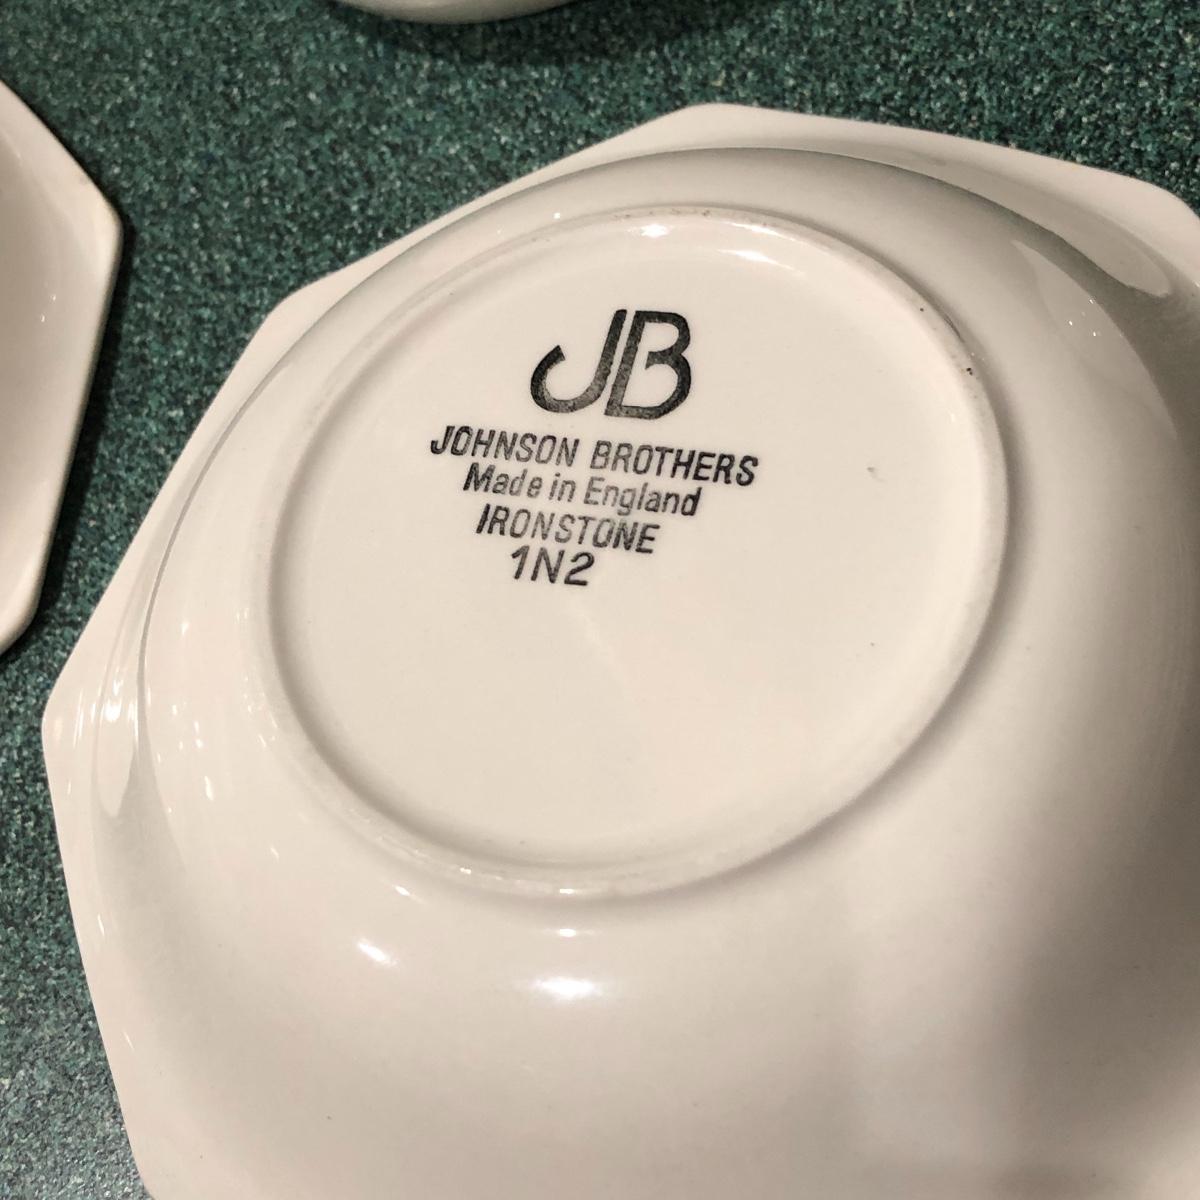 JB
JOHNSON BROTHERS
Made in England
IRONSTONE
1N2